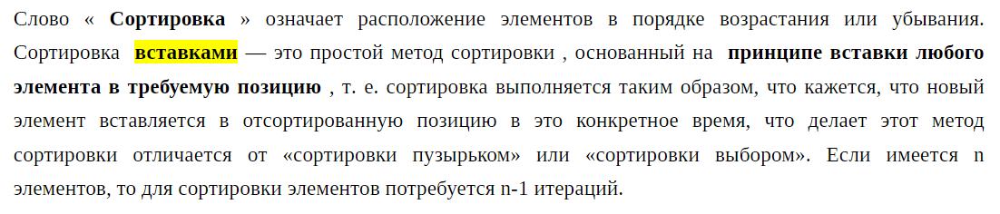 Слово « Сортировка » означает расположение элементов в порядке возрастания или убывания.
Сортировка вставками — это простой метод сортировки , основанный на принципе вставки любого
элемента в требуемую позицию , т. е. сортировка выполняется таким образом, что кажется, что новый
элемент вставляется в отсортированную позицию в это конкретное время, что делает этот метод
сортировки отличается от «сортировки пузырьком» или «сортировки выбором». Если имеется n
элементов, то для сортировки элементов потребуется n-1 итераций.